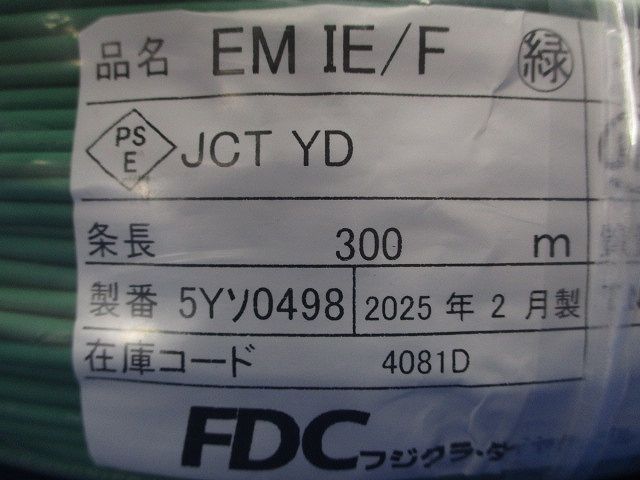 品名 EM IE/F 緑
PS E JCT YD
条長 300 m
製番 5Yソ0498 2025 年 2 月製
在庫コード 4081D
FDC フジクラ・ダ